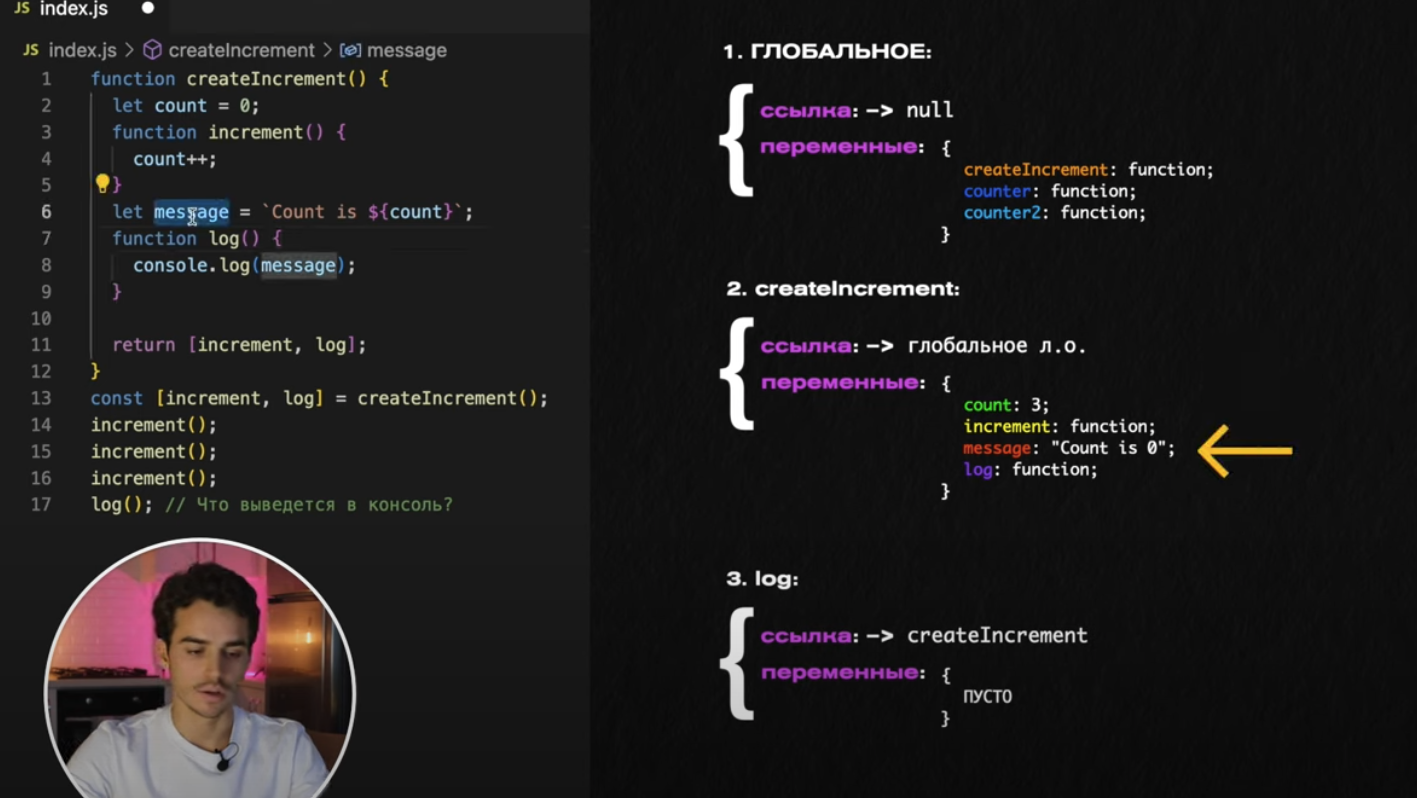 JS index.js
JS index.js > createIncrement > message
1 function createIncrement() {
2 let count = 0;
3 function increment() {
4 count++;
5 }
6 let message = `Count is ${count}`;
7 function log() {
8 console.log(message);
9 }
10
11 return [increment, log];
12 }
13 const [increment, log] = createIncrement();
14 increment();
15 increment();
16 increment();
17 log(); // Что выведется в консоль?
1. ГЛОБАЛЬНОЕ:
{
ссылка: -> null
переменные: {
createIncrement: function;
counter: function;
counter2: function;
}
2. createIncrement:
{
ссылка: -> глобальное л.о.
переменные: {
count: 3;
increment: function;
message: "Count is 0";
log: function;
}
3. log:
{
ссылка: -> createIncrement
переменные: {
ПУСТО
}